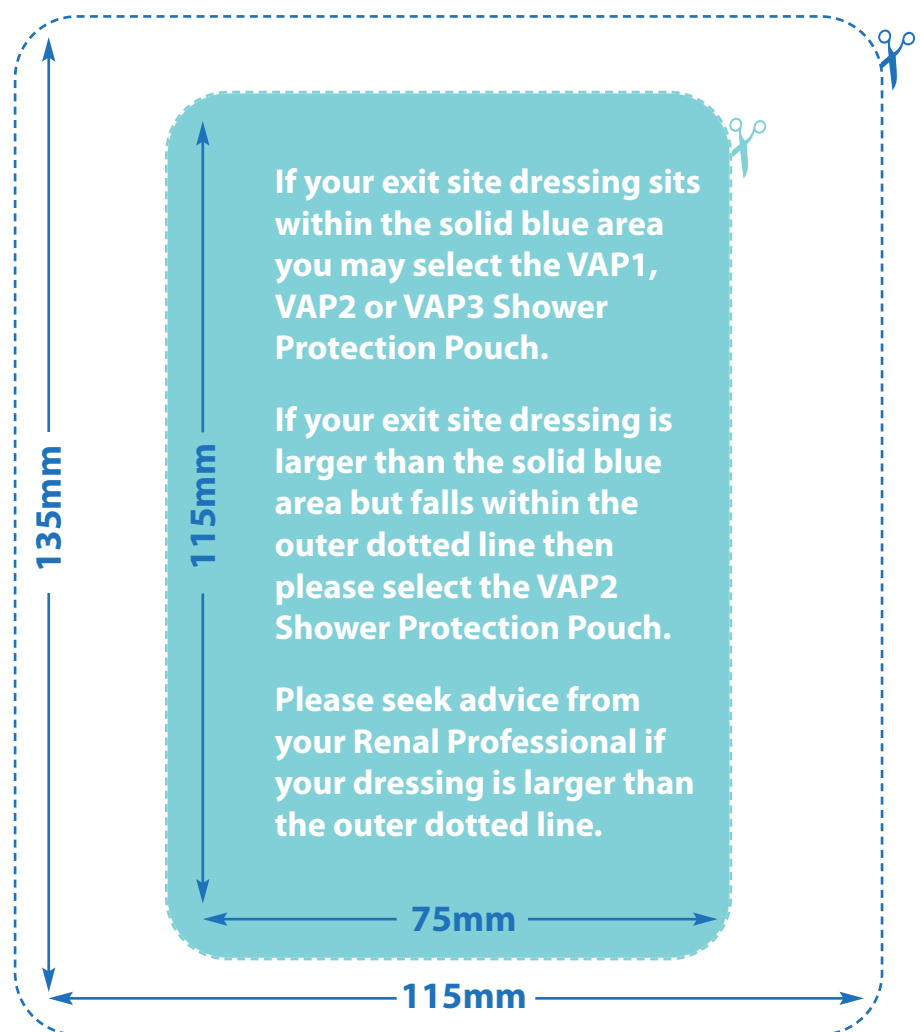 If your exit site dressing sits
within the solid blue area
you may select the VAP1,
VAP2 or VAP3 Shower
Protection Pouch.
If your exit site dressing is
larger than the solid blue
area but falls within the
outer dotted line then
please select the VAP2
Shower Protection Pouch.
Please seek advice from
your Renal Professional if
your dressing is larger than
the outer dotted line.
135mm
115mm
75mm
115mm